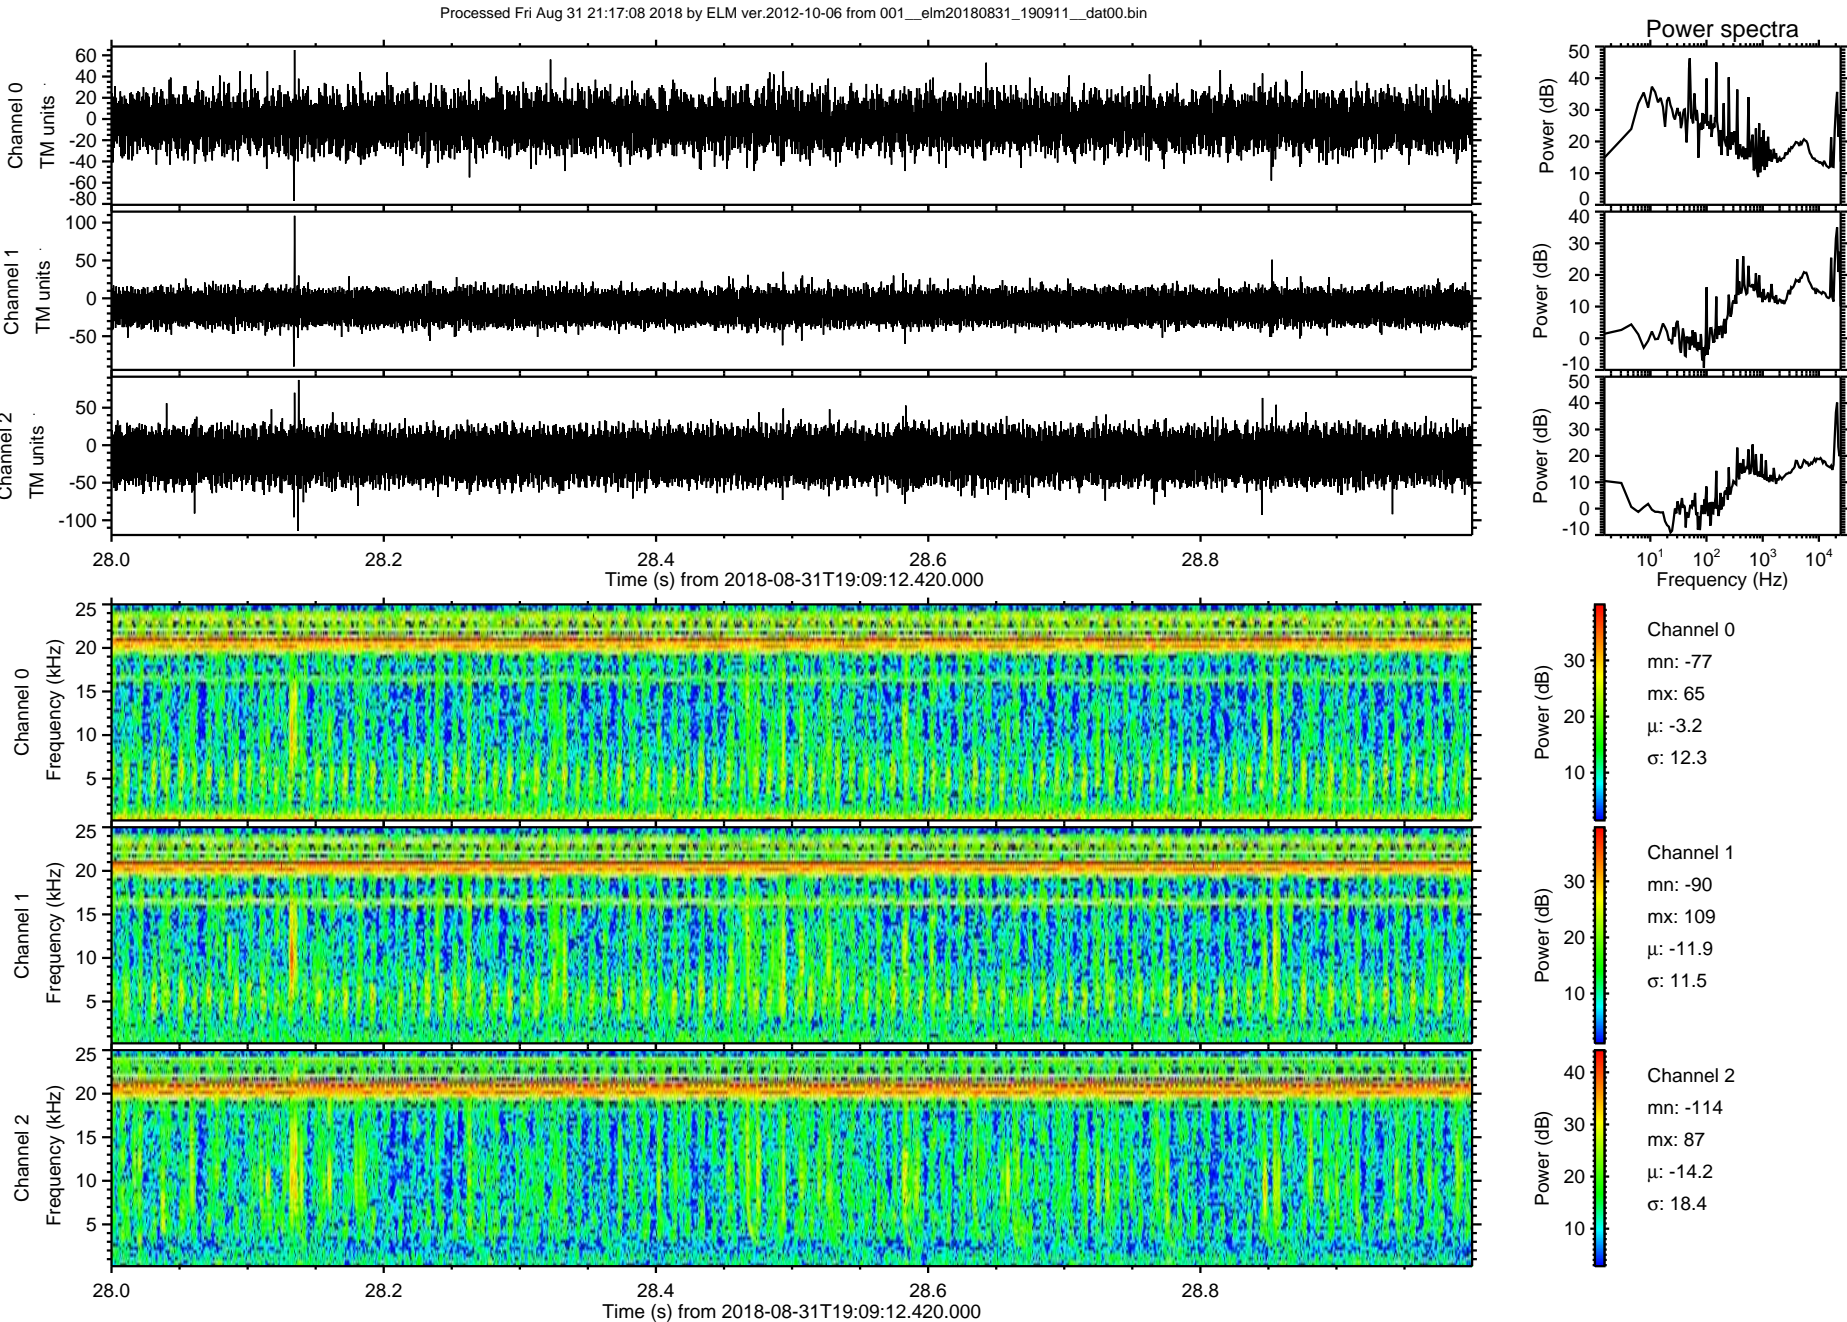 Processed Fri Aug 31 21:17:08 2018 by ELM ver.2012-10-06 from 001__elm20180831_190911__dat00.bin
Power spectra
Channel 0
TM units
60
40
20
0
-20
-40
-60
-80
Power (dB)
50
40
30
20
10
0
Channel 1
TM units
100
50
0
-50
Power (dB)
40
30
20
10
0
-10
Channel 2
TM units
50
0
-50
-100
Power (dB)
50
40
30
20
10
0
-10
28.0 28.2 28.4 28.6 28.8
Time (s) from 2018-08-31T19:09:12.420.000
10¹ 10² 10³ 10⁴
Frequency (Hz)
Channel 0
Frequency (kHz)
25
20
15
10
5
Power (dB)
30
20
10
Channel 0
mn: -77
mx: 65
μ: -3.2
σ: 12.3
Channel 1
Frequency (kHz)
25
20
15
10
5
Power (dB)
30
20
10
Channel 1
mn: -90
mx: 109
μ: -11.9
σ: 11.5
Channel 2
Frequency (kHz)
25
20
15
10
5
Power (dB)
40
30
20
10
Channel 2
mn: -114
mx: 87
μ: -14.2
σ: 18.4
28.0 28.2 28.4 28.6 28.8
Time (s) from 2018-08-31T19:09:12.420.000